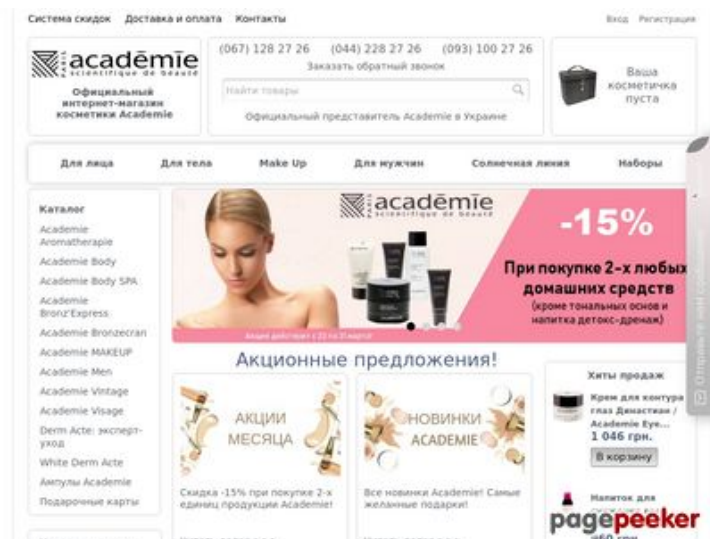 Система скидок Доставка и оплата Контакты
Вход Регистрация
PARIS académīe
scientifique de beauté
Официальный
интернет-магазин
косметики Academie
(067) 128 27 26 (044) 228 27 26 (093) 100 27 26
Заказать обратный звонок
Найти товары
Официальный представитель Academie в Украине
Ваша
косметичка
пуста
Для лица Для тела Make Up Для мужчин Солнечная линия Наборы
Каталог
Academie
Aromatherapie
Academie Body
Academie Body SPA
Academie
Bronz'Express
Academie Bronzecran
Academie MAKEUP
Academie Men
Academie Vintage
Academie Visage
Derm Acte: эксперт-
уход
White Derm Acte
Ампулы Academie
Подарочные карты
PARIS académīe
scientifique de beauté
-15%
При покупке 2-х любых
домашних средств
(кроме тональных основ и
напитка детокс-дренаж)
Акционные предложения!
АКЦИИ
МЕСЯЦА
Скидка -15% при покупке 2-х
единиц продукции Academie!
НОВИНКИ
ACADEMIE
Все новинки Academie! Самые
желанные подарки!
Хиты продаж
Крем для контура
глаз Династиан /
Academie Eye...
1 046 грн.
В корзину
Напиток для
pagepeeker